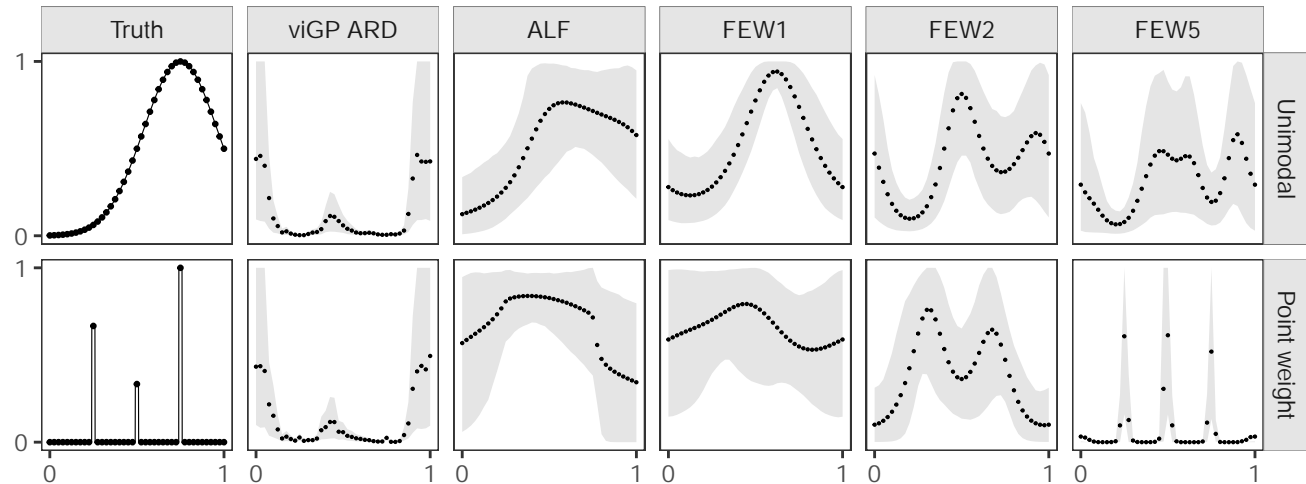 Truth viGP ARD ALF FEW1 FEW2 FEW5
1
0
Unimodal
1
0
Point weight
0 1 0 1 0 1 0 1 0 1 0 1